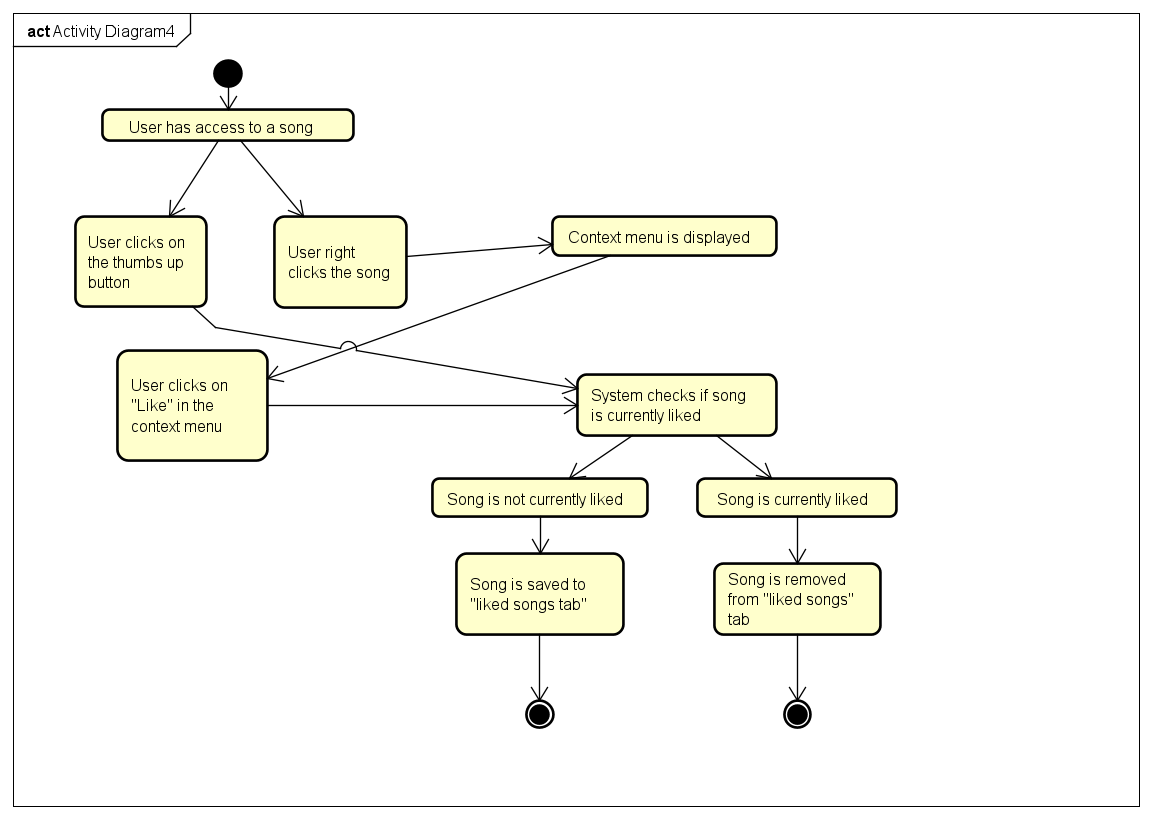 act Activity Diagram4
User has access to a song
User clicks on
the thumbs up
button
User right
clicks the song
Context menu is displayed
User clicks on
"Like" in the
context menu
System checks if song
is currently liked
Song is not currently liked
Song is currently liked
Song is saved to
"liked songs tab"
Song is removed
from "liked songs"
tab